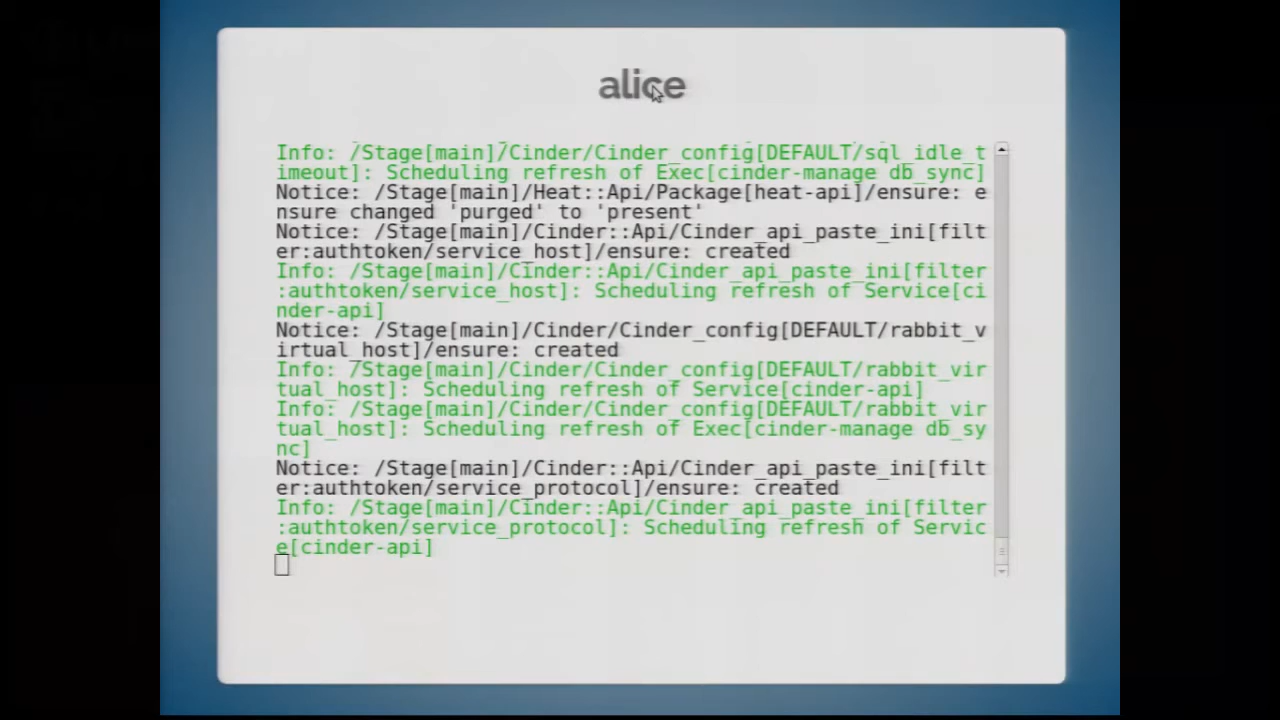 alice
Info: /Stage[main]/Cinder/Cinder_config[DEFAULT/sql_idle_t
imeout]: Scheduling refresh of Exec[cinder-manage db_sync]
Notice: /Stage[main]/Heat::Api/Package[heat-api]/ensure: e
nsure changed 'purged' to 'present'
Notice: /Stage[main]/Cinder::Api/Cinder_api_paste_ini[filt
er:authtoken/service_host]/ensure: created
Info: /Stage[main]/Cinder::Api/Cinder_api_paste_ini[filter
:authtoken/service_host]: Scheduling refresh of Service[ci
nder-api]
Notice: /Stage[main]/Cinder/Cinder_config[DEFAULT/rabbit_v
irtual_host]/ensure: created
Info: /Stage[main]/Cinder/Cinder_config[DEFAULT/rabbit_vir
tual_host]: Scheduling refresh of Service[cinder-api]
Info: /Stage[main]/Cinder/Cinder_config[DEFAULT/rabbit_vir
tual_host]: Scheduling refresh of Exec[cinder-manage db_sy
nc]
Notice: /Stage[main]/Cinder::Api/Cinder_api_paste_ini[filt
er:authtoken/service_protocol]/ensure: created
Info: /Stage[main]/Cinder::Api/Cinder_api_paste_ini[filter
:authtoken/service_protocol]: Scheduling refresh of Servic
e[cinder-api]